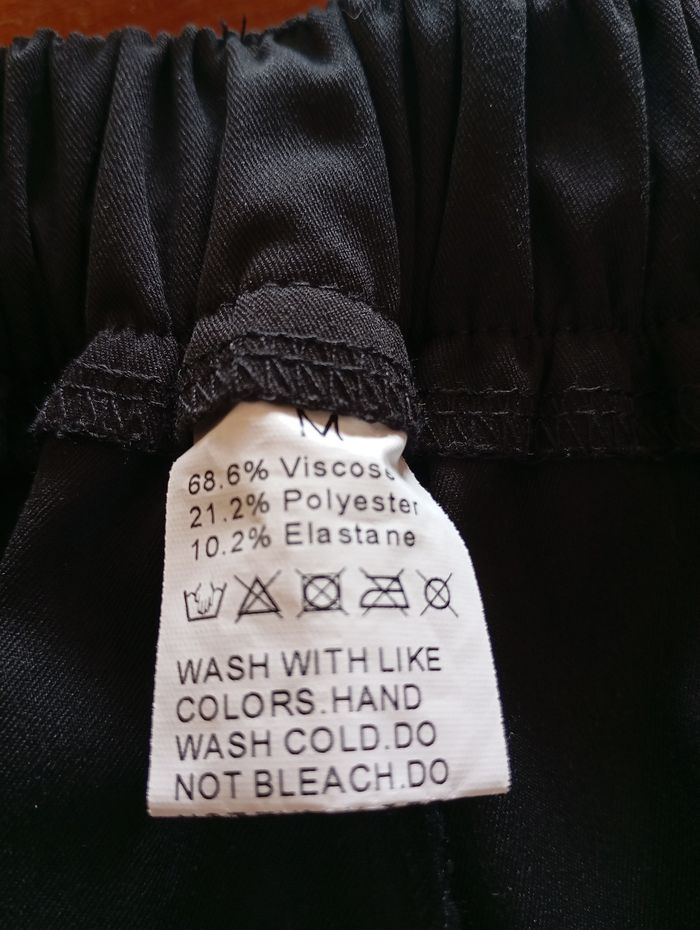 M
68.6% Viscose
21.2% Polyester
10.2% Elastane
WASH WITH LIKE
COLORS.HAND
WASH COLD.DO
NOT BLEACH.DO